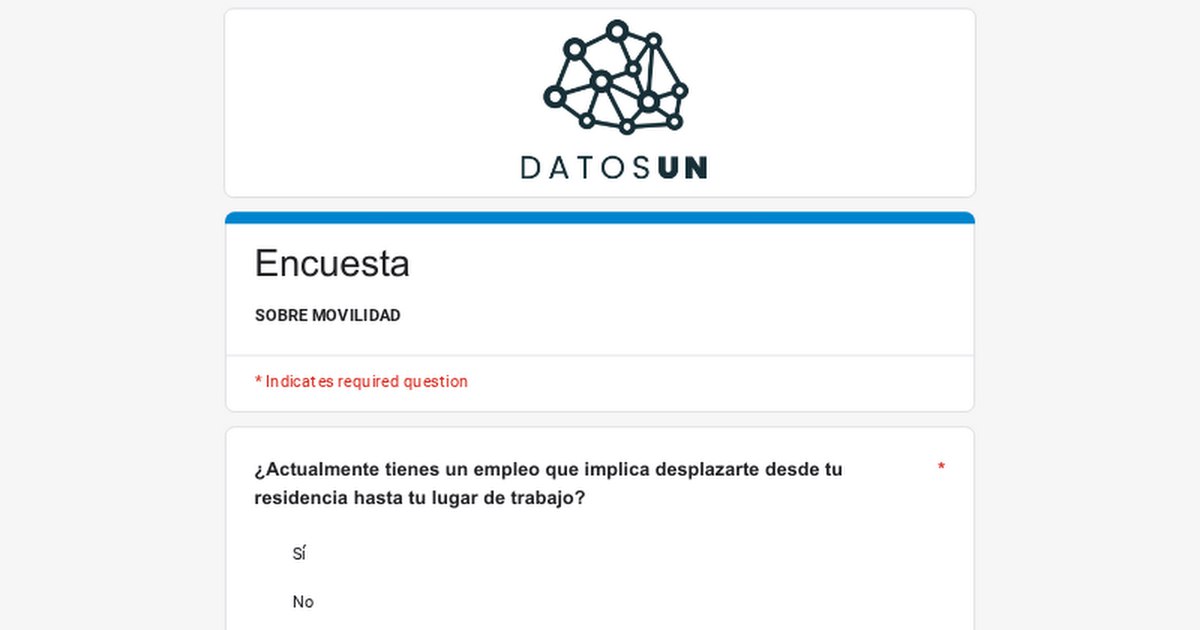 DATOSUN
Encuesta
SOBRE MOVILIDAD
* Indicates required question
¿Actualmente tienes un empleo que implica desplazarte desde tu *
residencia hasta tu lugar de trabajo?
Sí
No